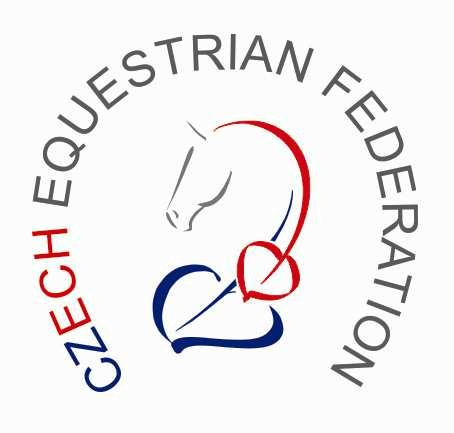 CZECH EQUESTRIAN FEDERATION